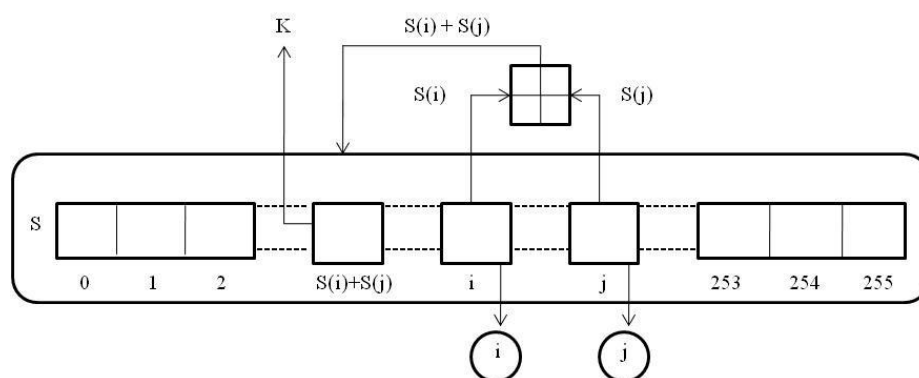 K
S(i) + S(j)
S(i)
S(j)
S
0 1 2 S(i)+S(j) i j 253 254 255
i j